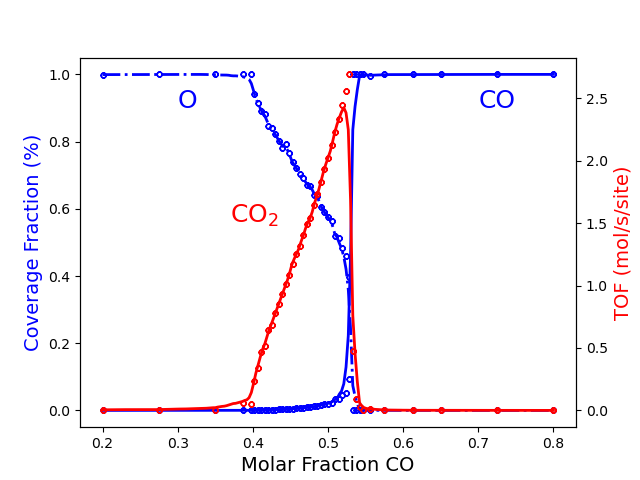 1.0
0.8
0.6
0.4
0.2
0.0
Coverage Fraction (%)
O
CO
CO₂
2.5
2.0
1.5
1.0
0.5
0.0
TOF (mol/s/site)
0.2 0.3 0.4 0.5 0.6 0.7 0.8
Molar Fraction CO